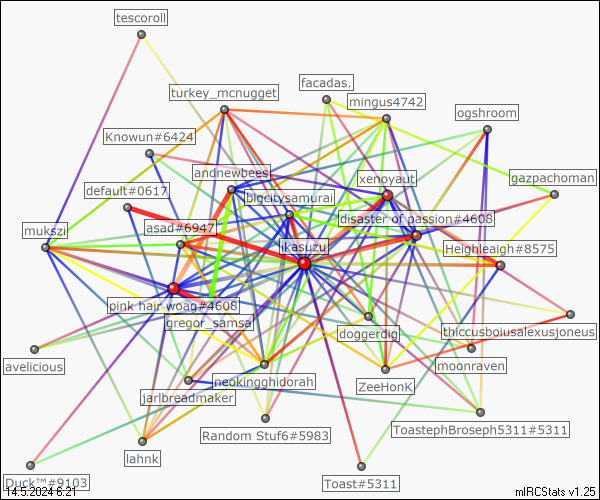 tescoroll
facadas.
turkey_mcnugget
mingus4742
ogshroom
Knowun#6424
andnewbees
xenoyaut
gazpachoman
default#0617
bigcitysamurai
disaster of passion#4608
mukszi
asad#6947
ikasuzu
Heighleaigh#8575
pink hair woag#4608
gregor_samsa
doggerdig
thiccusbouisalexusjoneus
avelicious
moonraven
jarlbreadmaker
neokingghidorah
ZeeHonk
Random Stuf6#5983
ToastephBroseph5311#5311
lahnk
Duck™#9103
Toast#5311
14.5.2024 6:21
mIRCStats v1.25